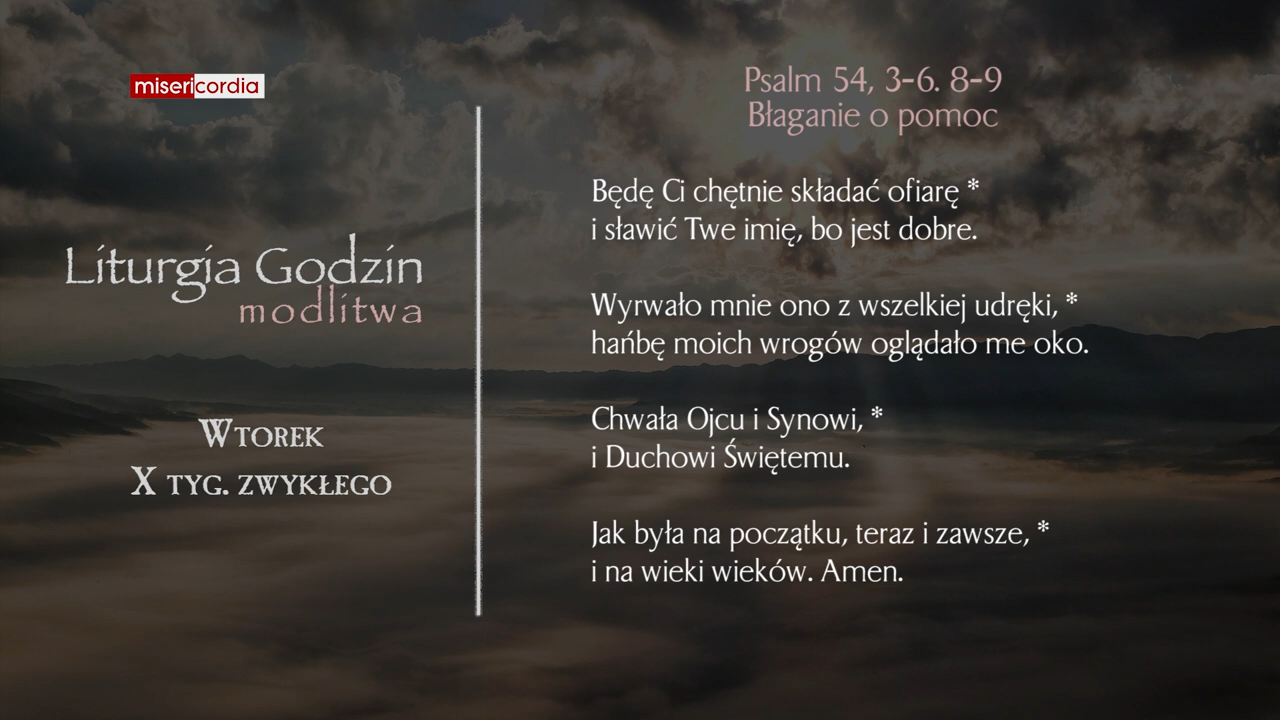 misericordia
Liturgia Godzin
modlitwa
Wtorek
X tyg. zwykłego
Psalm 54, 3-6. 8-9
Błaganie o pomoc
Będę Ci chętnie składać ofiarę *
i sławić Twe imię, bo jest dobre.
Wyrwało mnie ono z wszelkiej udręki, *
hańbę moich wrogów oglądało me oko.
Chwała Ojcu i Synowi, *
i Duchowi Świętemu.
Jak była na początku, teraz i zawsze, *
i na wieki wieków. Amen.